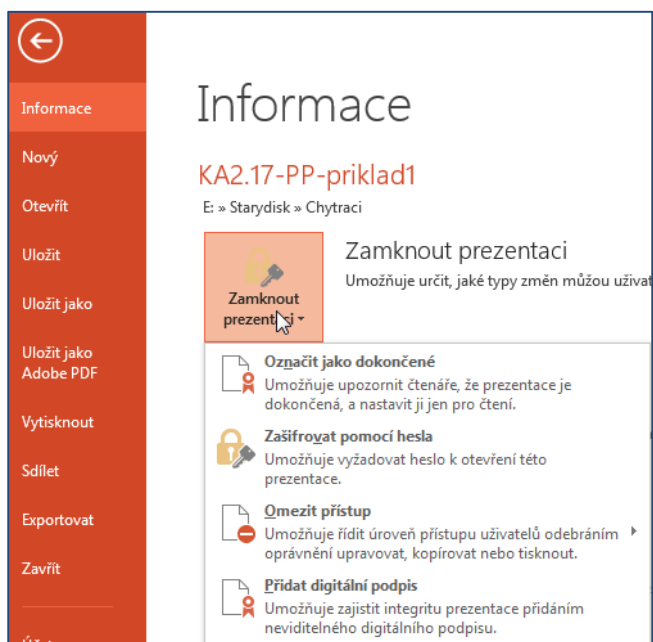 Informace
Nový
Otevřít
Uložit
Uložit jako
Uložit jako
Adobe PDF
Vytisknout
Sdílet
Exportovat
Zavřít
Informace
KA2.17-PP-priklad1
E: » Starydisk » Chytraci
Zamknout
prezentaci
Zamknout prezentaci
Umožňuje určit, jaké typy změn můžou
Označit jako dokončené
Umožňuje upozornit čtenáře, že prezentace je
dokončená, a nastavit ji jen pro čtení.
Zašifrovat pomocí hesla
Umožňuje vyžadovat heslo k otevření této
prezentace.
Omezit přístup
Umožňuje řídit úroveň přístupu uživatelů odebráním
oprávnění upravovat, kopírovat nebo tisknout.
Přidat digitální podpis
Umožňuje zajistit integritu prezentace přidáním
neviditelného digitálního podpisu.